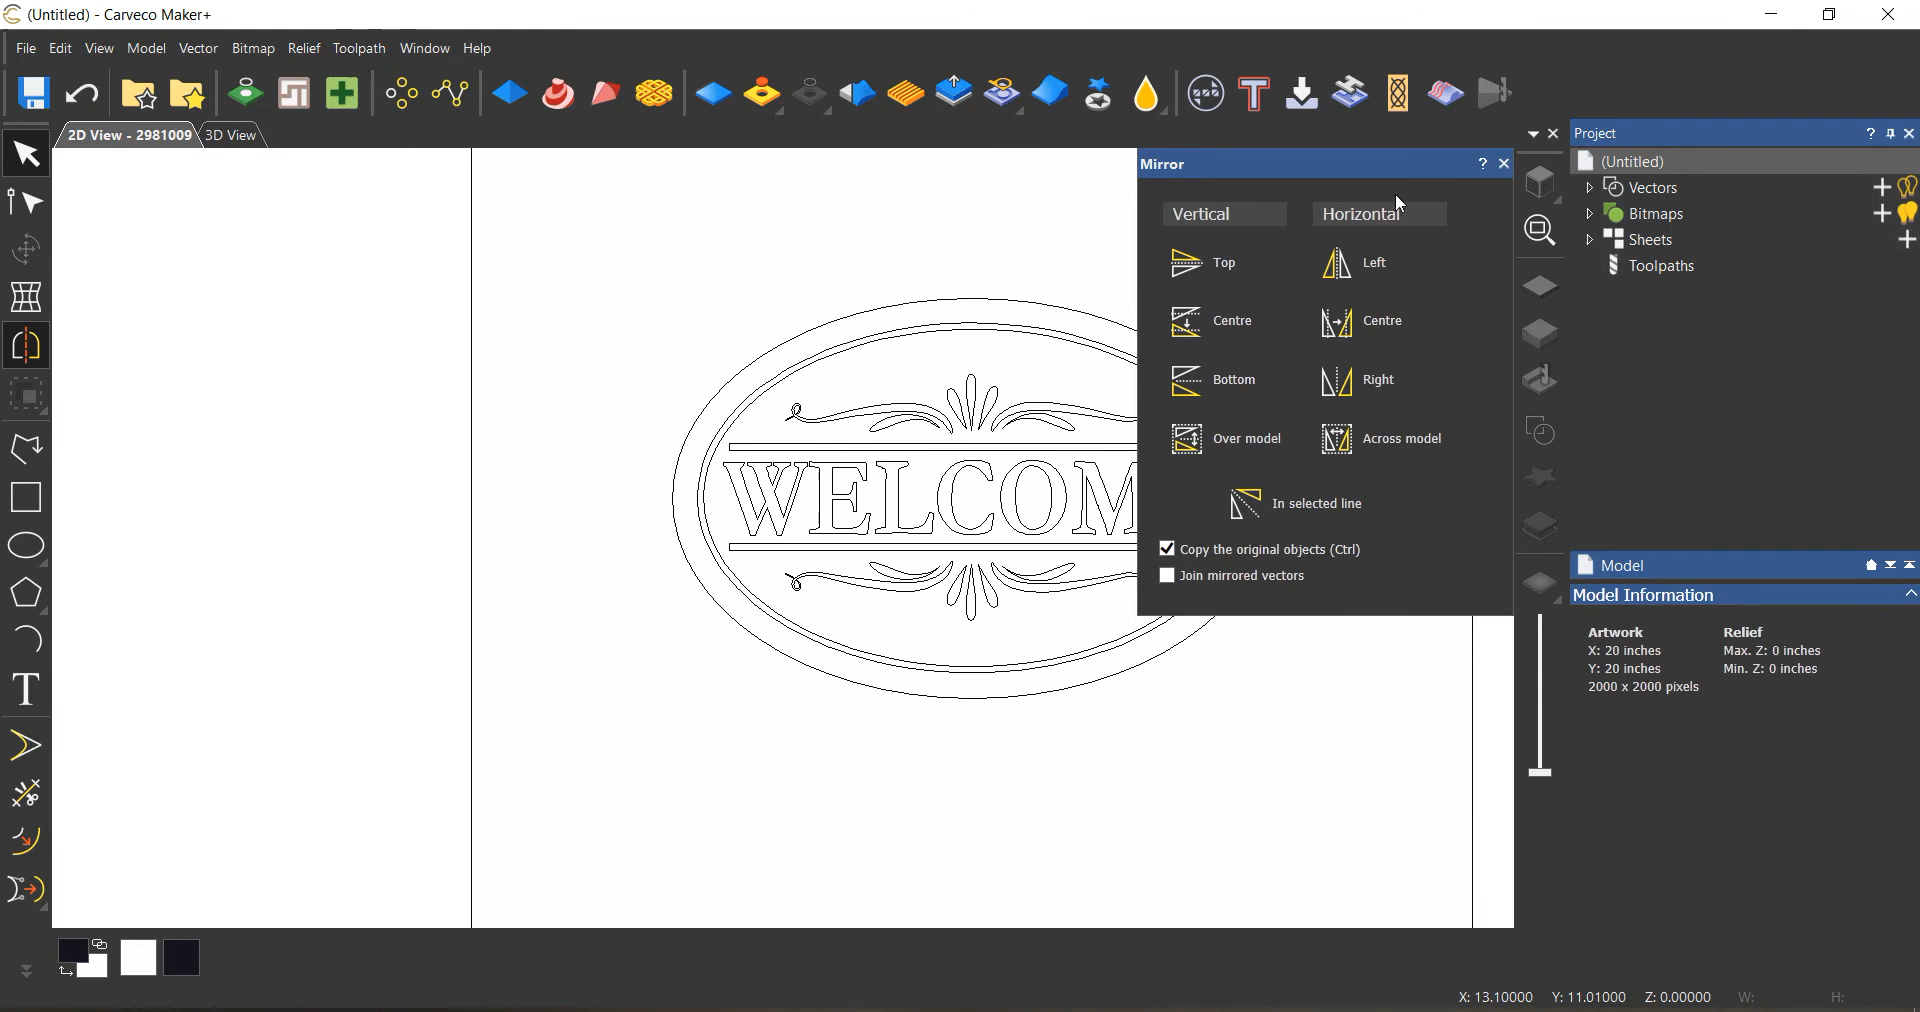 (Untitled) - Carveco Maker+
File Edit View Model Vector Bitmap Relief Toolpath Window Help
2D View - 2981009 3D View
Project
(Untitled)
Vectors
Bitmaps
Sheets
Toolpaths
Mirror
Vertical Horizontal
Top Left
Centre Centre
Bottom Right
Over model Across model
In selected line
Copy the original objects (Ctrl)
Join mirrored vectors
WELCOM
Model
Model Information
Artwork Relief
X: 20 inches Max. Z: 0 inches
Y: 20 inches Min. Z: 0 inches
2000 x 2000 pixels
X: 13.10000 Y: 11.01000 Z: 0.00000 W: H: